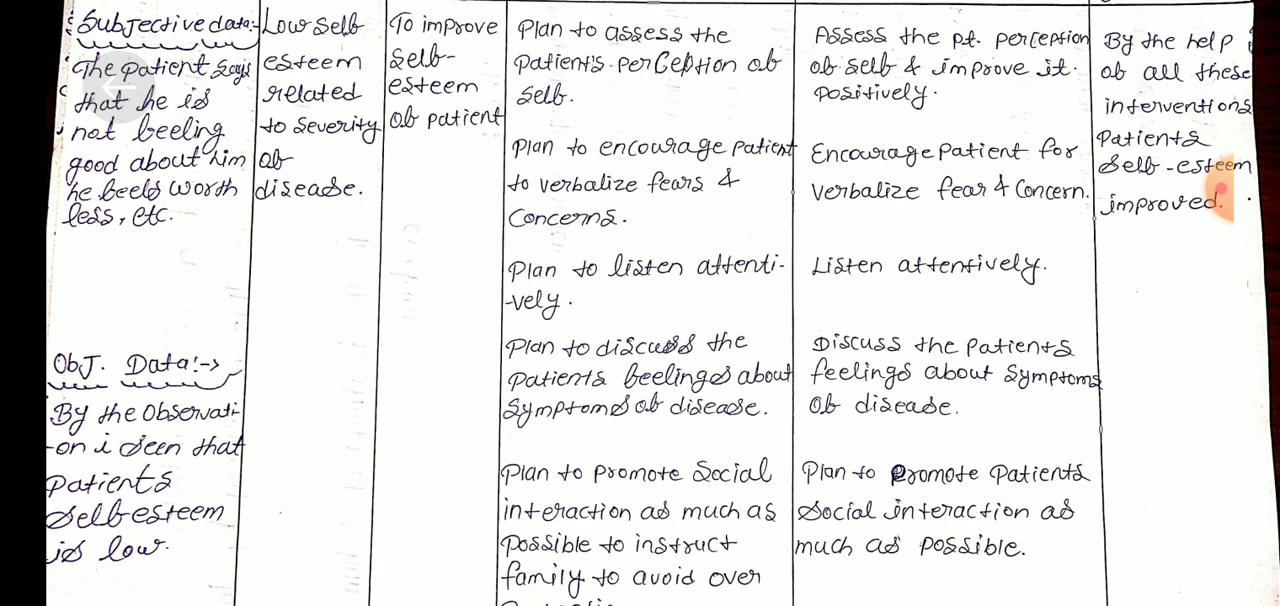 Subjective data:-
The patient says
that he is
not feeling
good about him
he feels worth
less, etc.
Obj. Data:->
By the Observati-
-on i seen that
patients
selfesteem
is low.
Low self
esteem
related
to severity
of
disease.
To improve
self-
esteem
of patient
Plan to assess the
patient's perception of
self.
Plan to encourage patient
to verbalize fears &
concerns.
Plan to listen attenti-
-vely.
Plan to discuss the
patients feelings about
symptoms of disease.
Plan to promote social
interaction as much as
possible to instruct
family to avoid over
Assess the pt. perception
of self & improve it.
positively.
Encourage patient for
verbalize fear & concern.
Listen attentively.
Discuss the patients
feelings about symptoms
of disease.
Plan to promote patients
social interaction as
much as possible.
By the help
of all these
interventions
patients
self-esteem
improved.